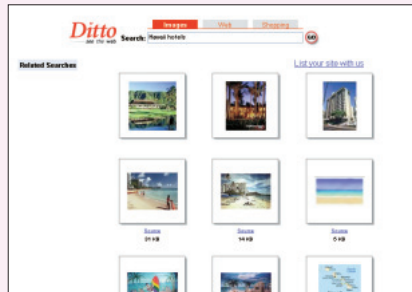 Ditto
see the web
Images Web Shopping
Search: Hawaii hotels GO
Related Searches
List your site with us
Source Source Source
91 KB 14 KB 5 KB